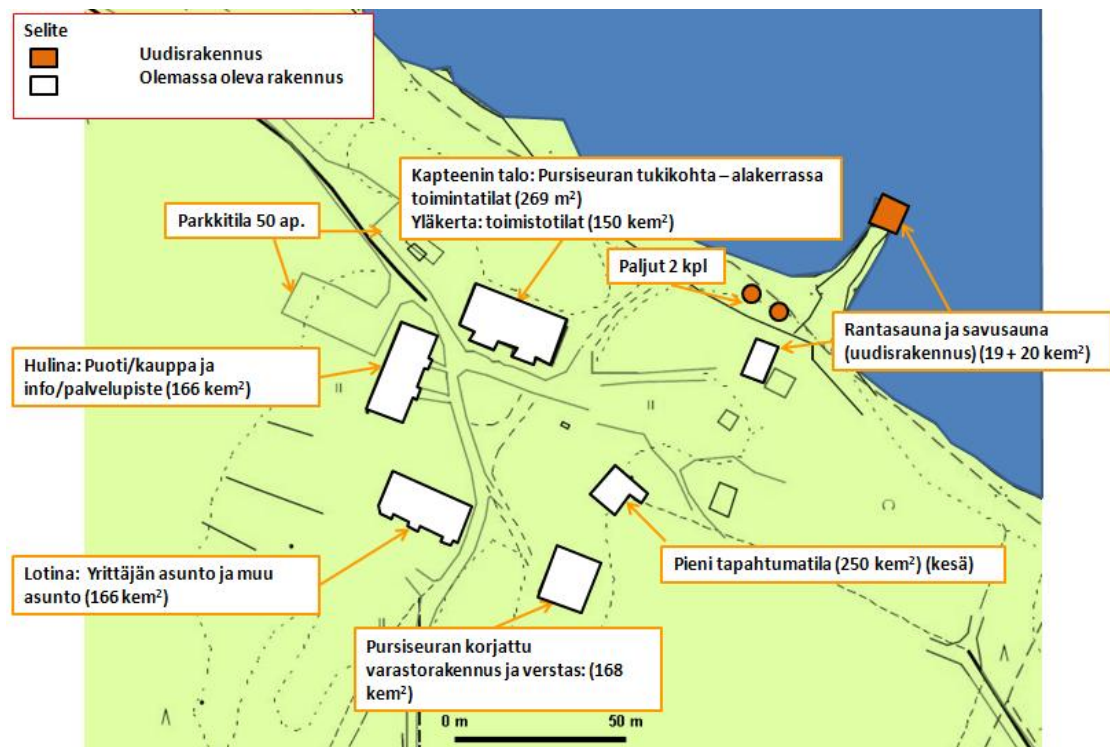 Selite
Uudisrakennus
Olemassa oleva rakennus
Kapteenin talo: Pursiseuran tukikohta – alakerrassa
toimintatilat (269 m²)
Yläkerta: toimistotilat (150 kem²)
Parkkitila 50 ap.
Paljut 2 kpl
Rantasauna ja savusauna
(uudisrakennus) (19 + 20 kem²)
Hulina: Puoti/kauppa ja
info/palvelupiste (166 kem²)
Lotina: Yrittäjän asunto ja muu
asunto (166 km²)
Pieni tapahtumatila (250 kem²) (kesä)
Pursiseuran korjattu
varastorakennus ja verstas: (168
kem²)
0 m
50 m